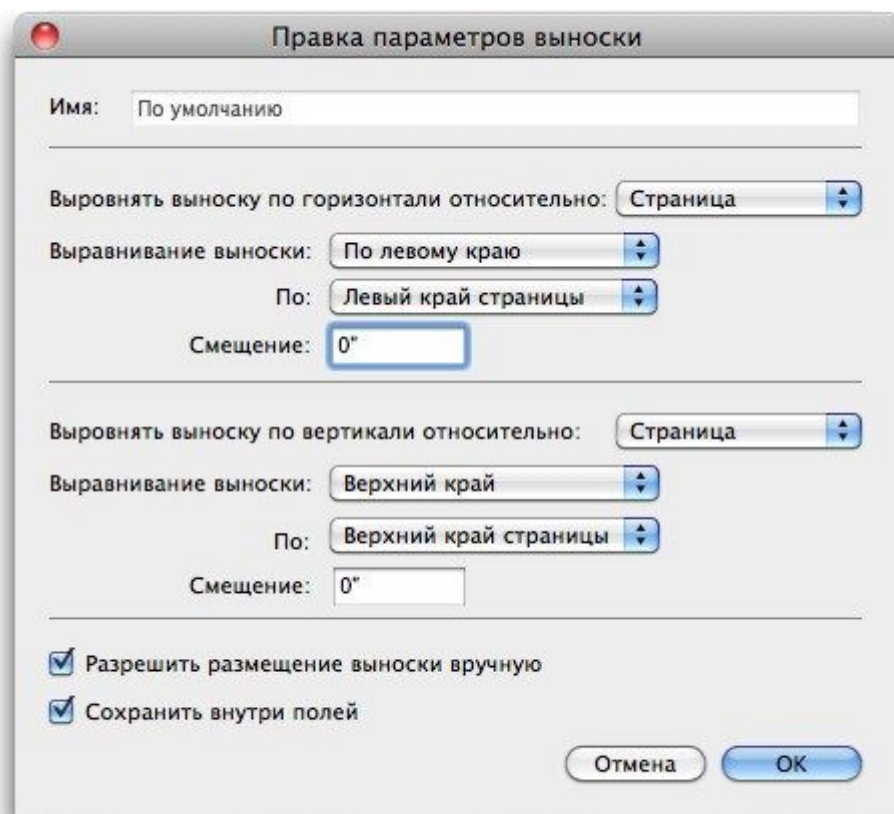 Правка параметров выноски
Имя: По умолчанию
Выровнять выноску по горизонтали относительно: Страница
Выравнивание выноски: По левому краю
По: Левый край страницы
Смещение: 0"
Выровнять выноску по вертикали относительно: Страница
Выравнивание выноски: Верхний край
По: Верхний край страницы
Смещение: 0"
Разрешить размещение выноски вручную
Сохранить внутри полей
Отмена OK